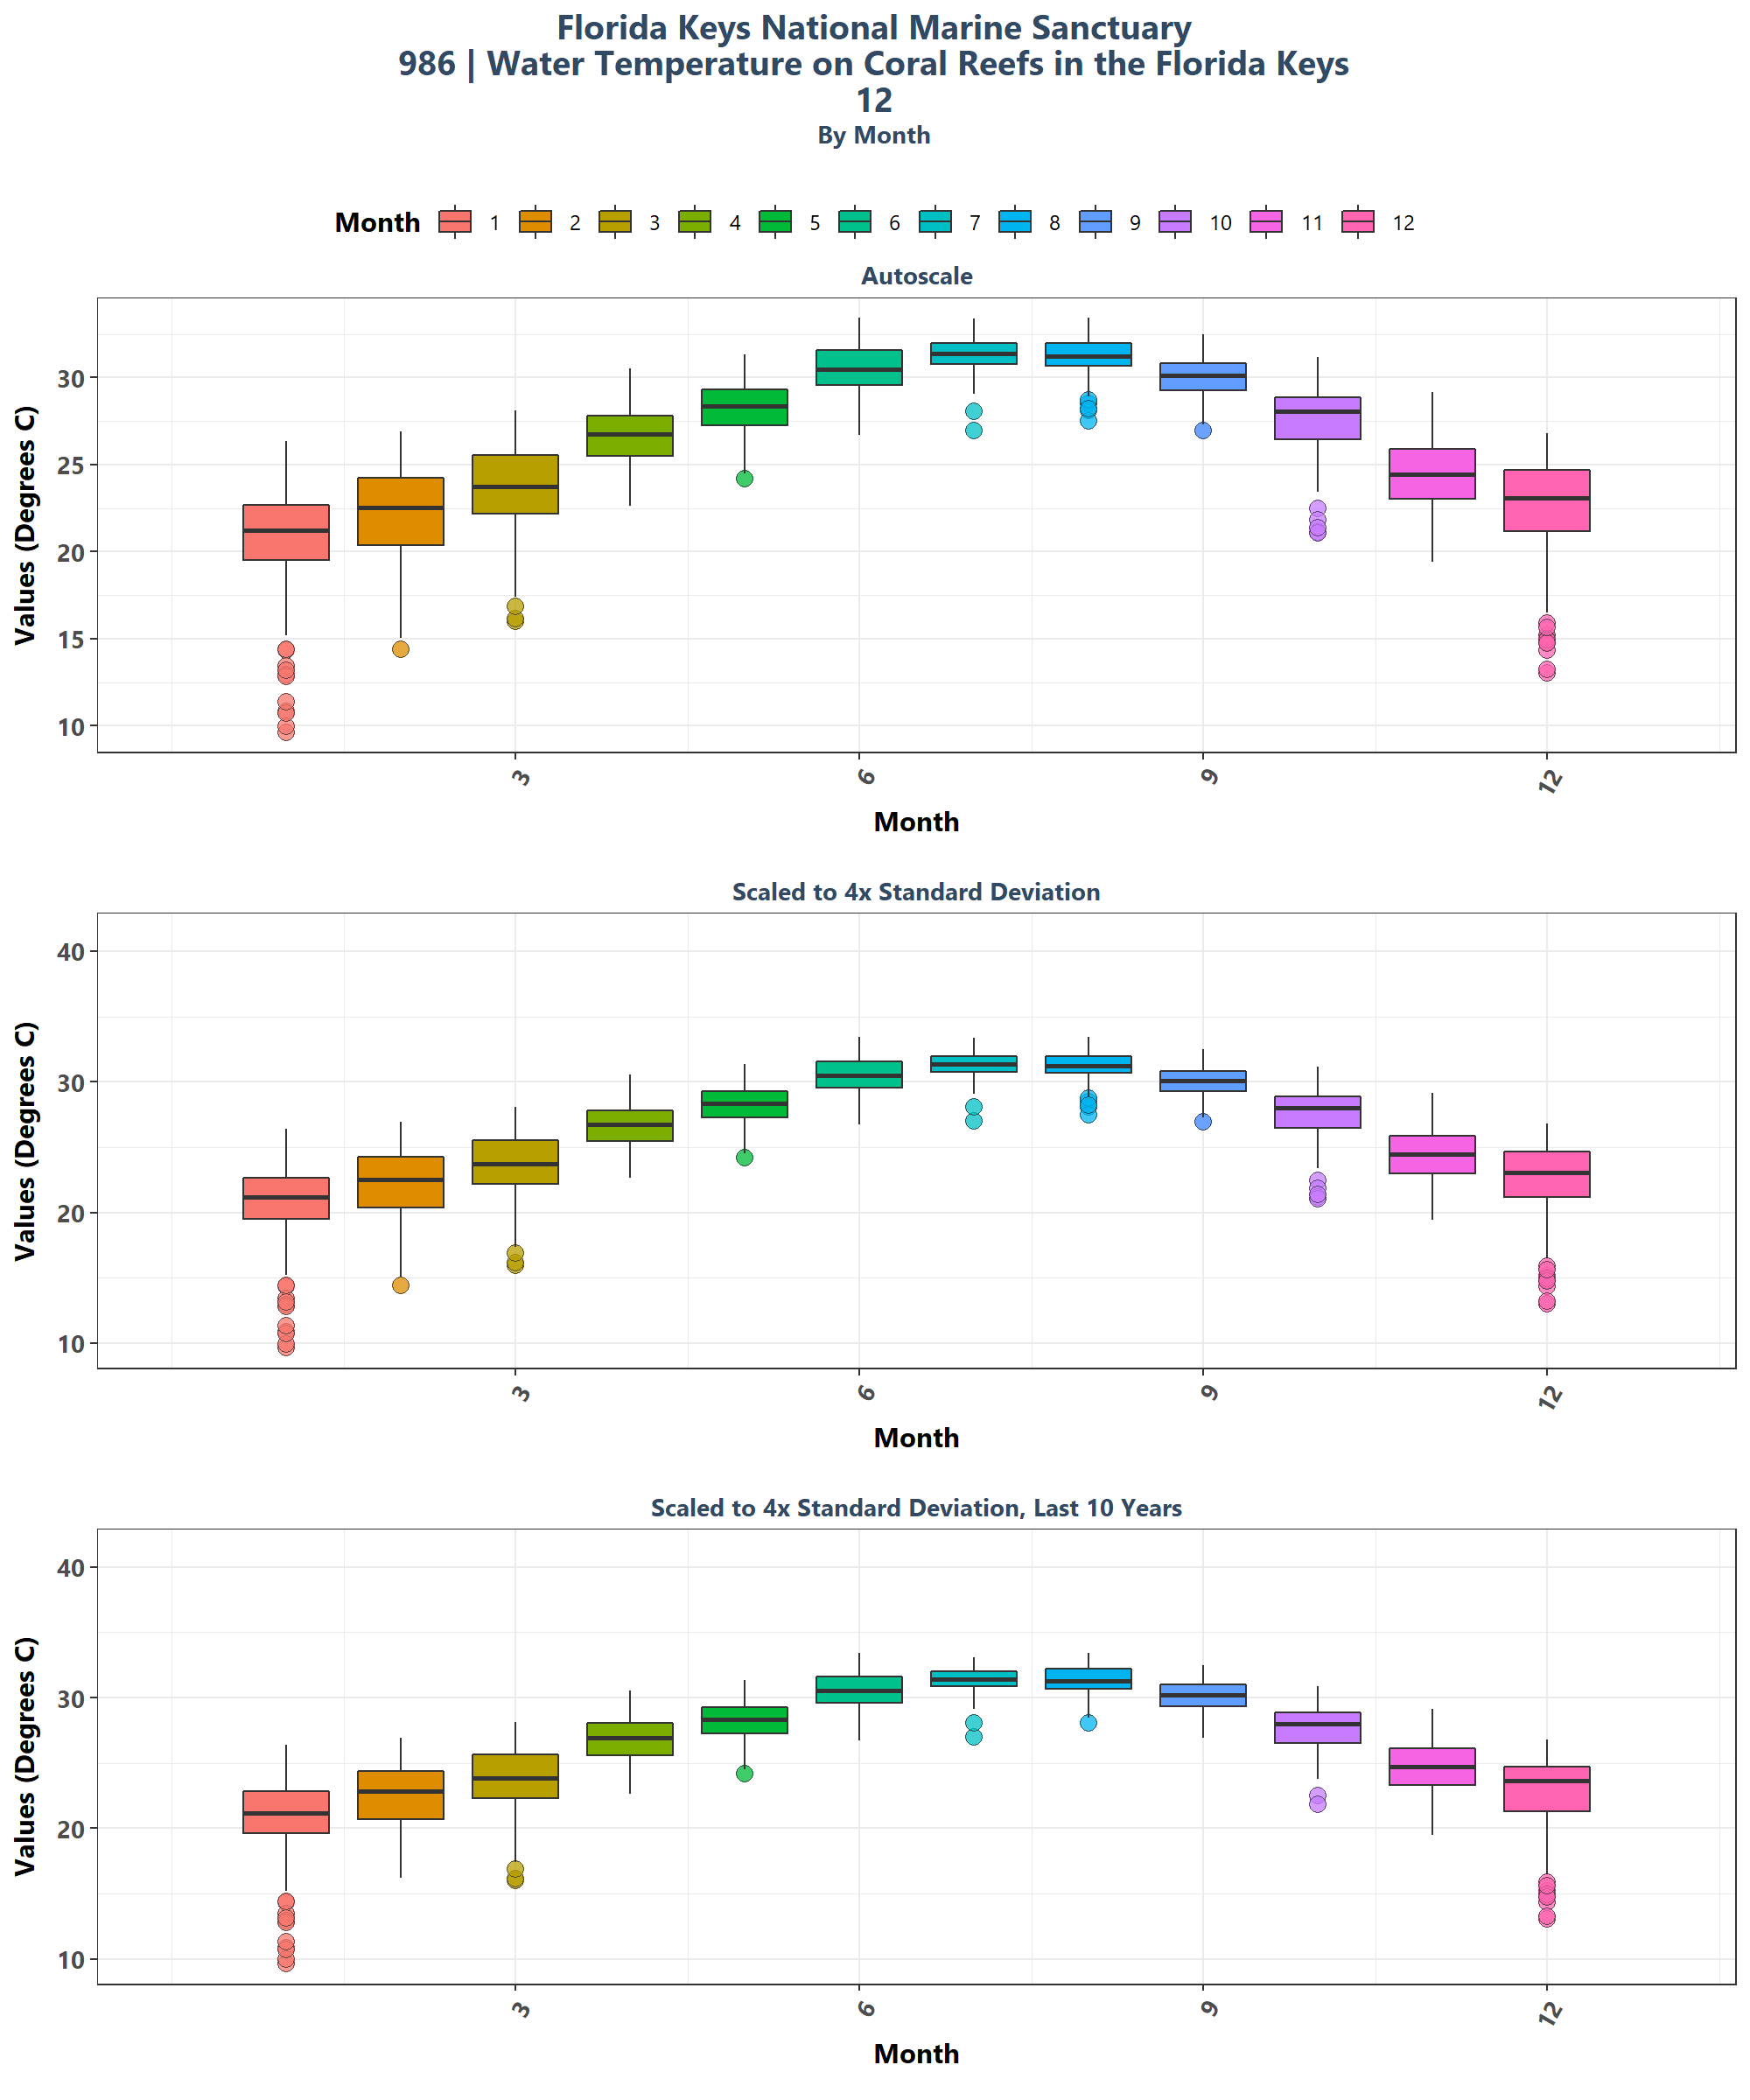 Florida Keys National Marine Sanctuary
986 | Water Temperature on Coral Reefs in the Florida Keys
12
By Month
Month 1 2 3 4 5 6 7 8 9 10 11 12
Autoscale
Values (Degrees C)
30
25
20
15
10
3 6 9 12
Month
Scaled to 4x Standard Deviation
Values (Degrees C)
40
30
20
10
3 6 9 12
Month
Scaled to 4x Standard Deviation, Last 10 Years
Values (Degrees C)
40
30
20
10
3 6 9 12
Month